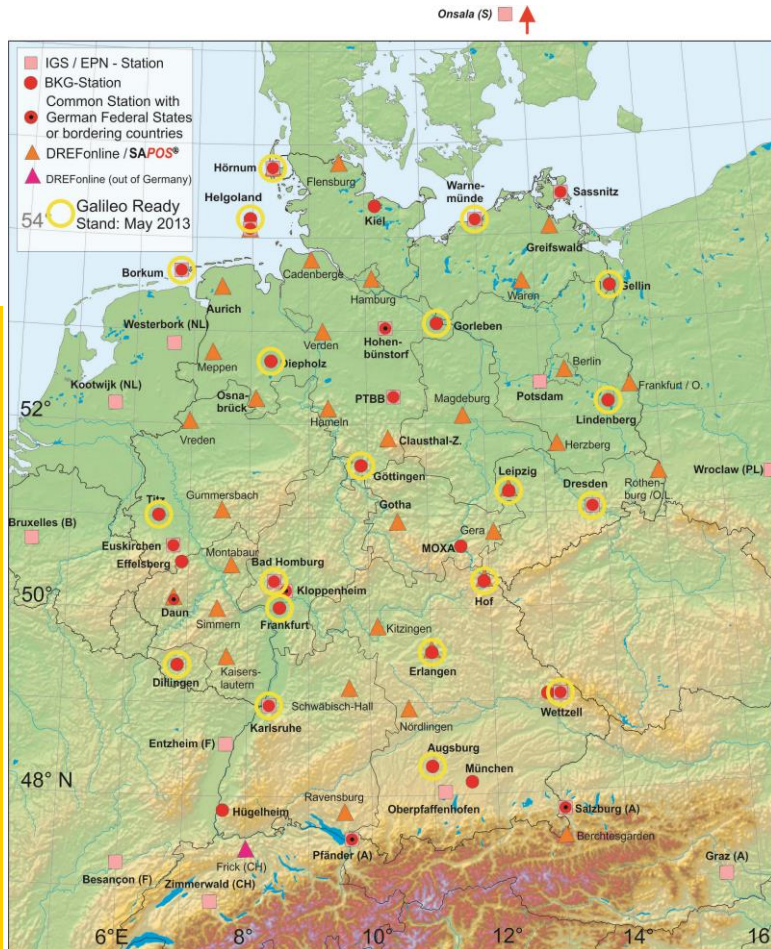 Onsala (S)
IGS / EPN - Station
BKG-Station
Common Station with
German Federal States
or bordering countries
DREFonline / SAPOS®
DREFonline (out of Germany)
Galileo Ready
Stand: May 2013
Hörnum
Flensburg
Helgoland
54°
Kiel
Warne-
münde
Sassnitz
Greifswald
Borkum
Cadenberge
Aurich
Hamburg
Waren
Gellin
Westerbork (NL)
Verden
Hohen-
bünstorf
Gorleben
Meppen
Diepholz
Berlin
Kootwijk (NL)
Osna-
brück
PTBB
Potsdam
Frankfurt / O.
52°
Vreden
Hameln
Magdeburg
Lindenberg
Clausthal-Z.
Herzberg
Göttingen
Leipzig
Dresden
Rothen-
burg /O.L.
Wroclaw (PL)
Titz
Gummersbach
Gotha
Bruxelles (B)
Gera
Euskirchen
Effelsberg
Montabaur
MOXA
Bad Homburg
Kloppenheim
50°
Daun
Simmern
Frankfurt
Hof
Kitzingen
Dillingen
Kaisers-
lautern
Erlangen
Schwäbisch-Hall
Karlsruhe
Nördlingen
Wettzell
Entzheim (F)
Augsburg
München
48° N
Oberpfaffenhofen
Hügelheim
Ravensburg
Salzburg (A)
Frick (CH)
Pfänder (A)
Berchtesgarden
Besançon (F)
Zimmerwald (CH)
Graz (A)
6°E
8°
10°
12°
14°
16